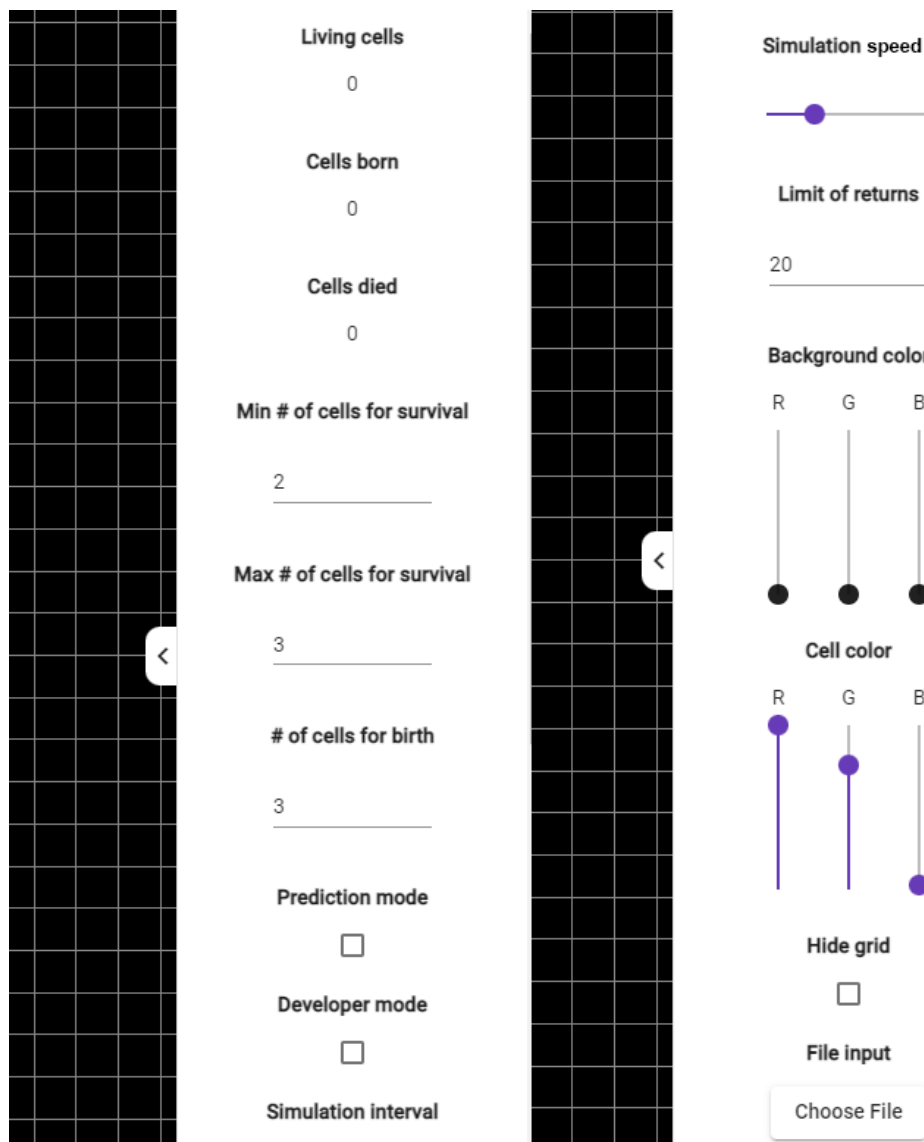 Living cells
0
Cells born
0
Cells died
0
Min # of cells for survival
2
Max # of cells for survival
3
# of cells for birth
3
Prediction mode
Developer mode
Simulation interval
Simulation speed
Limit of returns
20
Background color
R G B
Cell color
R G B
Hide grid
File input
Choose File